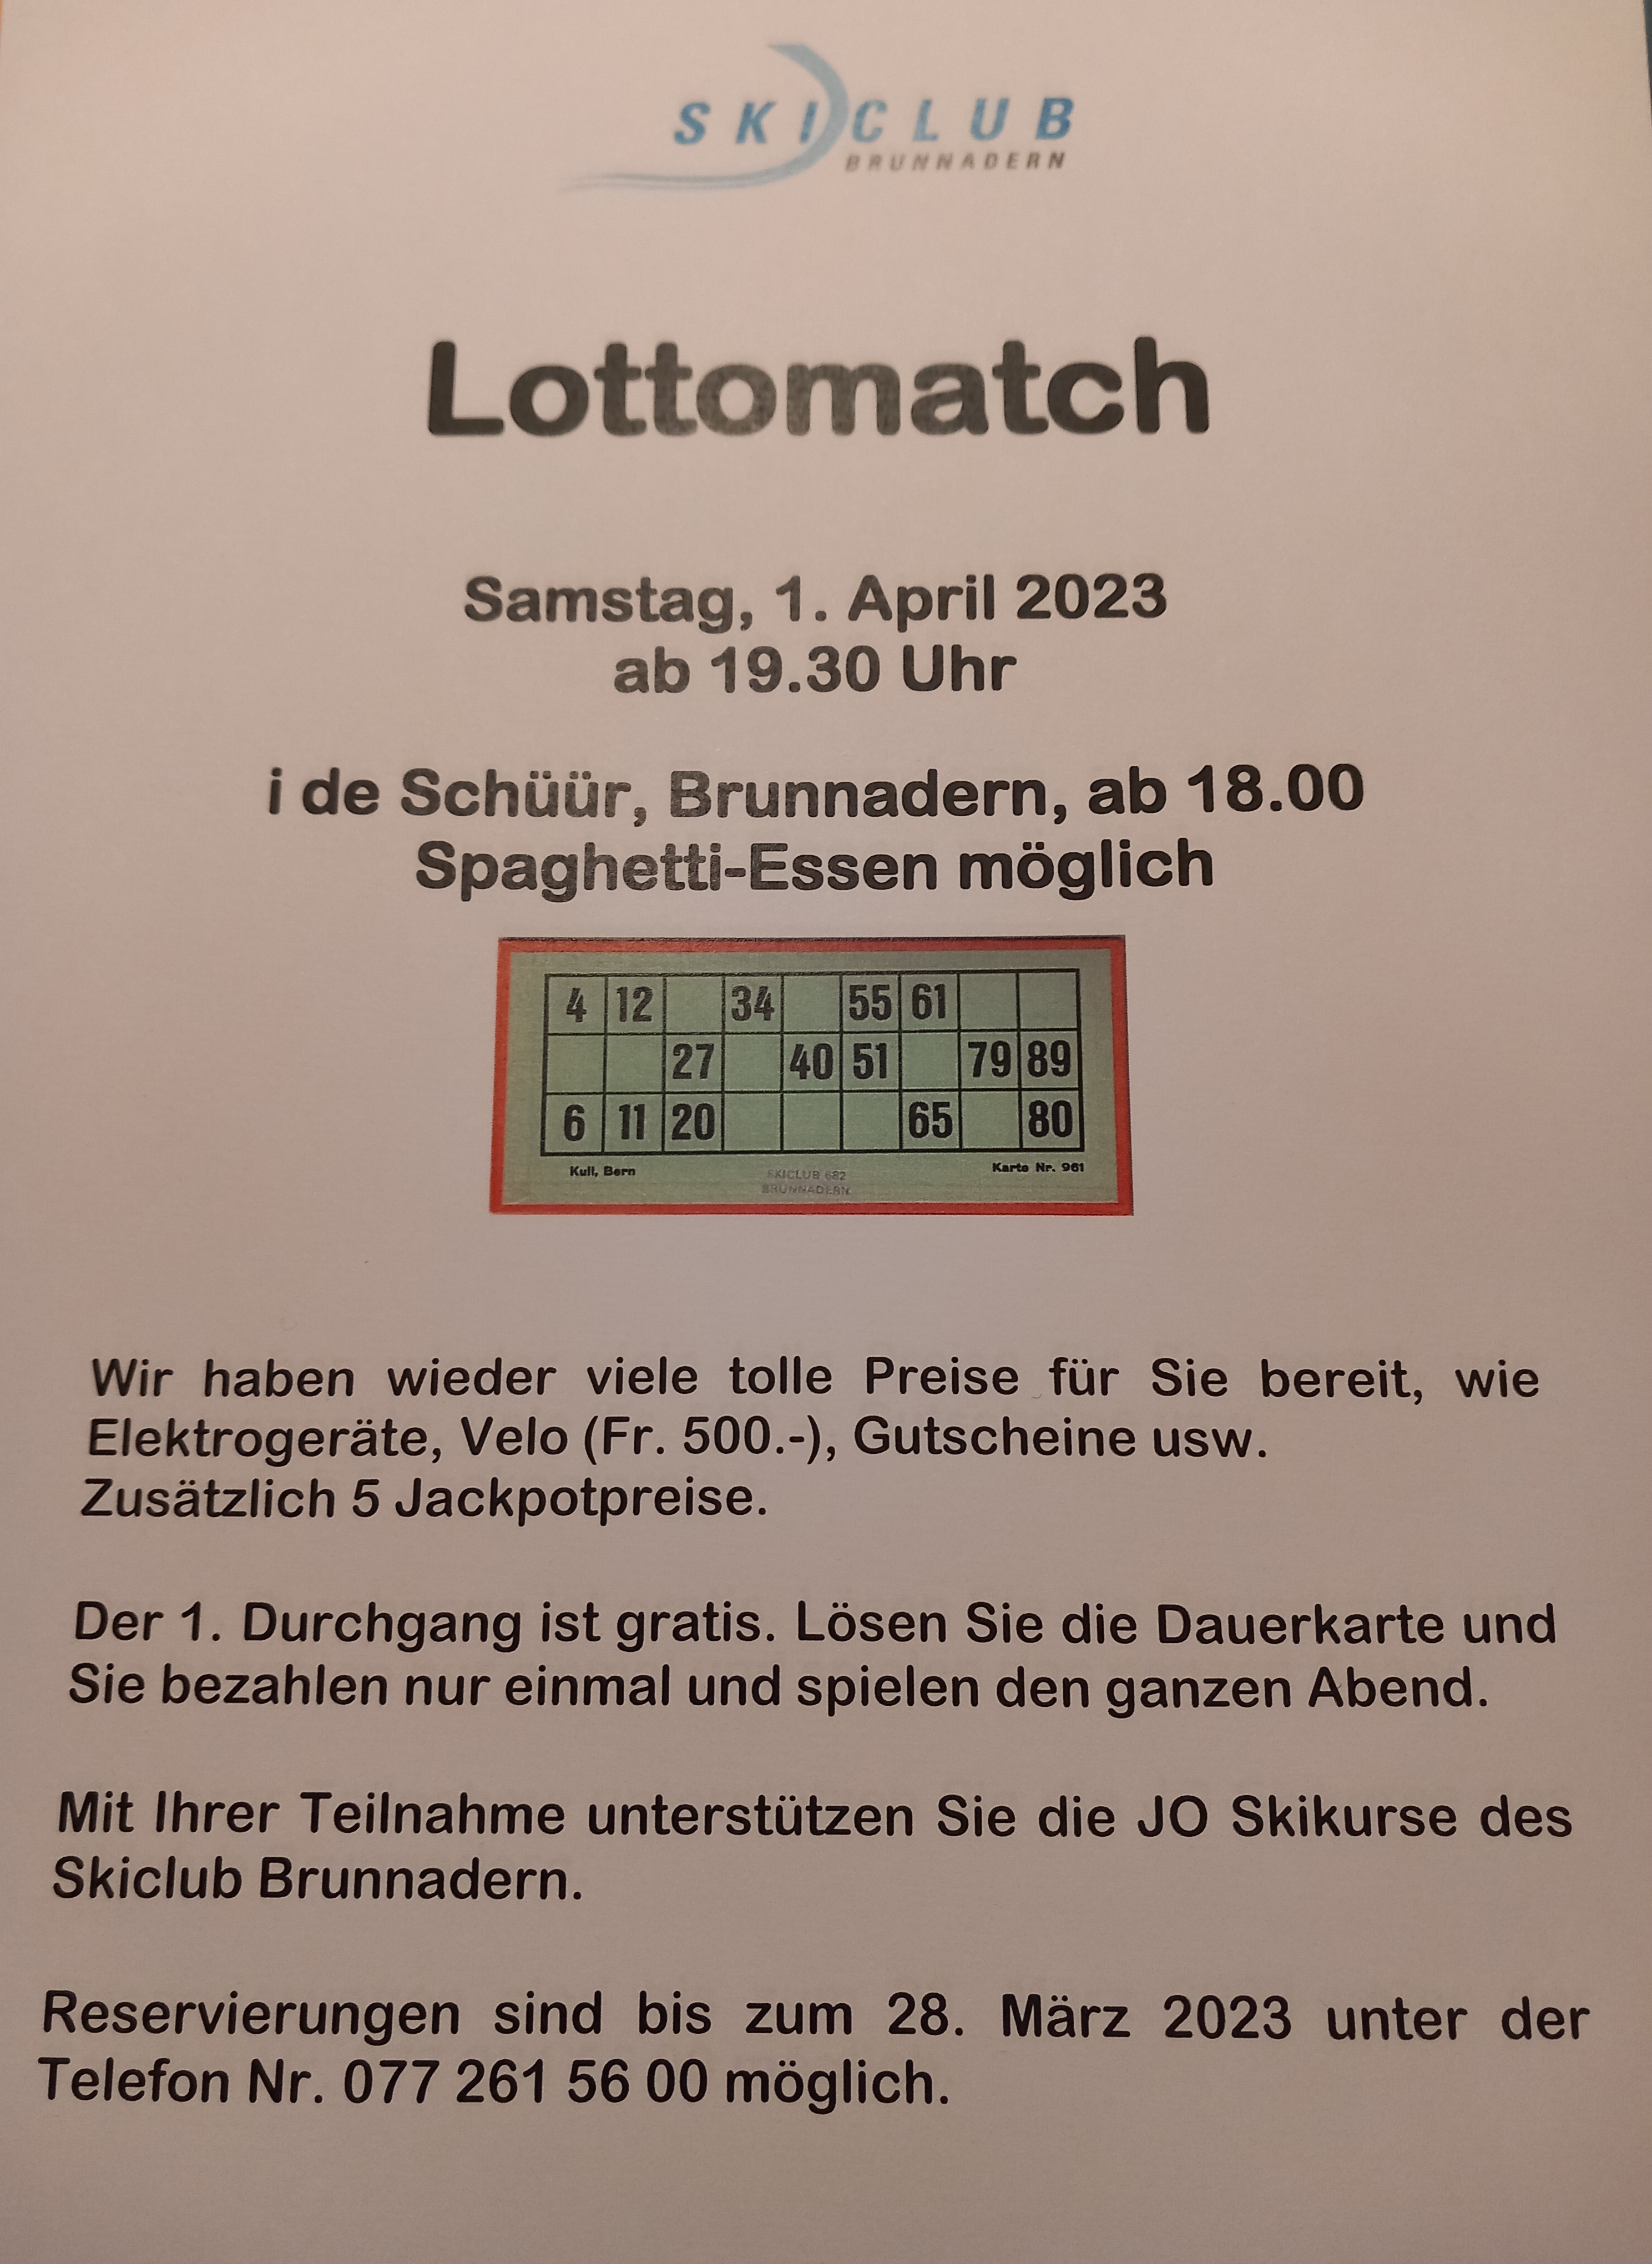 SKICLUB
BRUNNADERN
Lottomatch
Samstag, 1. April 2023
ab 19.30 Uhr
i de Schüür, Brunnadern, ab 18.00
Spaghetti-Essen möglich
4 12 34 55 61
27 40 51 79 89
6 11 20 65 80
Kull, Bern SKICLUB 682 Karte Nr. 961
BRUNNADERN
Wir haben wieder viele tolle Preise für Sie bereit, wie
Elektrogeräte, Velo (Fr. 500.-), Gutscheine usw.
Zusätzlich 5 Jackpotpreise.
Der 1. Durchgang ist gratis. Lösen Sie die Dauerkarte und
Sie bezahlen nur einmal und spielen den ganzen Abend.
Mit Ihrer Teilnahme unterstützen Sie die JO Skikurse des
Skiclub Brunnadern.
Reservierungen sind bis zum 28. März 2023 unter der
Telefon Nr. 077 261 56 00 möglich.